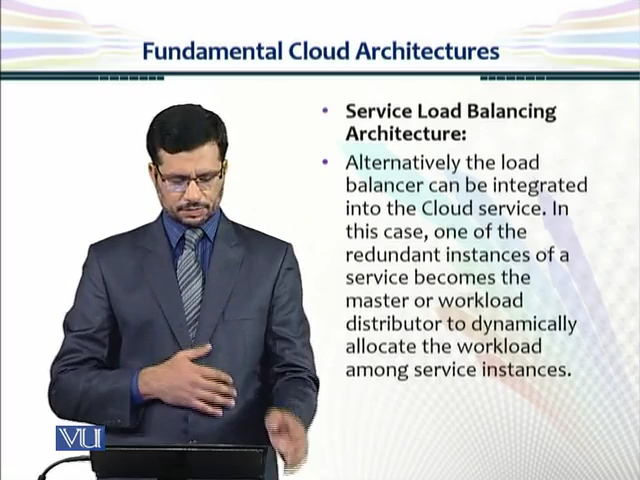 Fundamental Cloud Architectures
• Service Load Balancing
Architecture:
• Alternatively the load
balancer can be integrated
into the Cloud service. In
this case, one of the
redundant instances of a
service becomes the
master or workload
distributor to dynamically
allocate the workload
among service instances.
VU